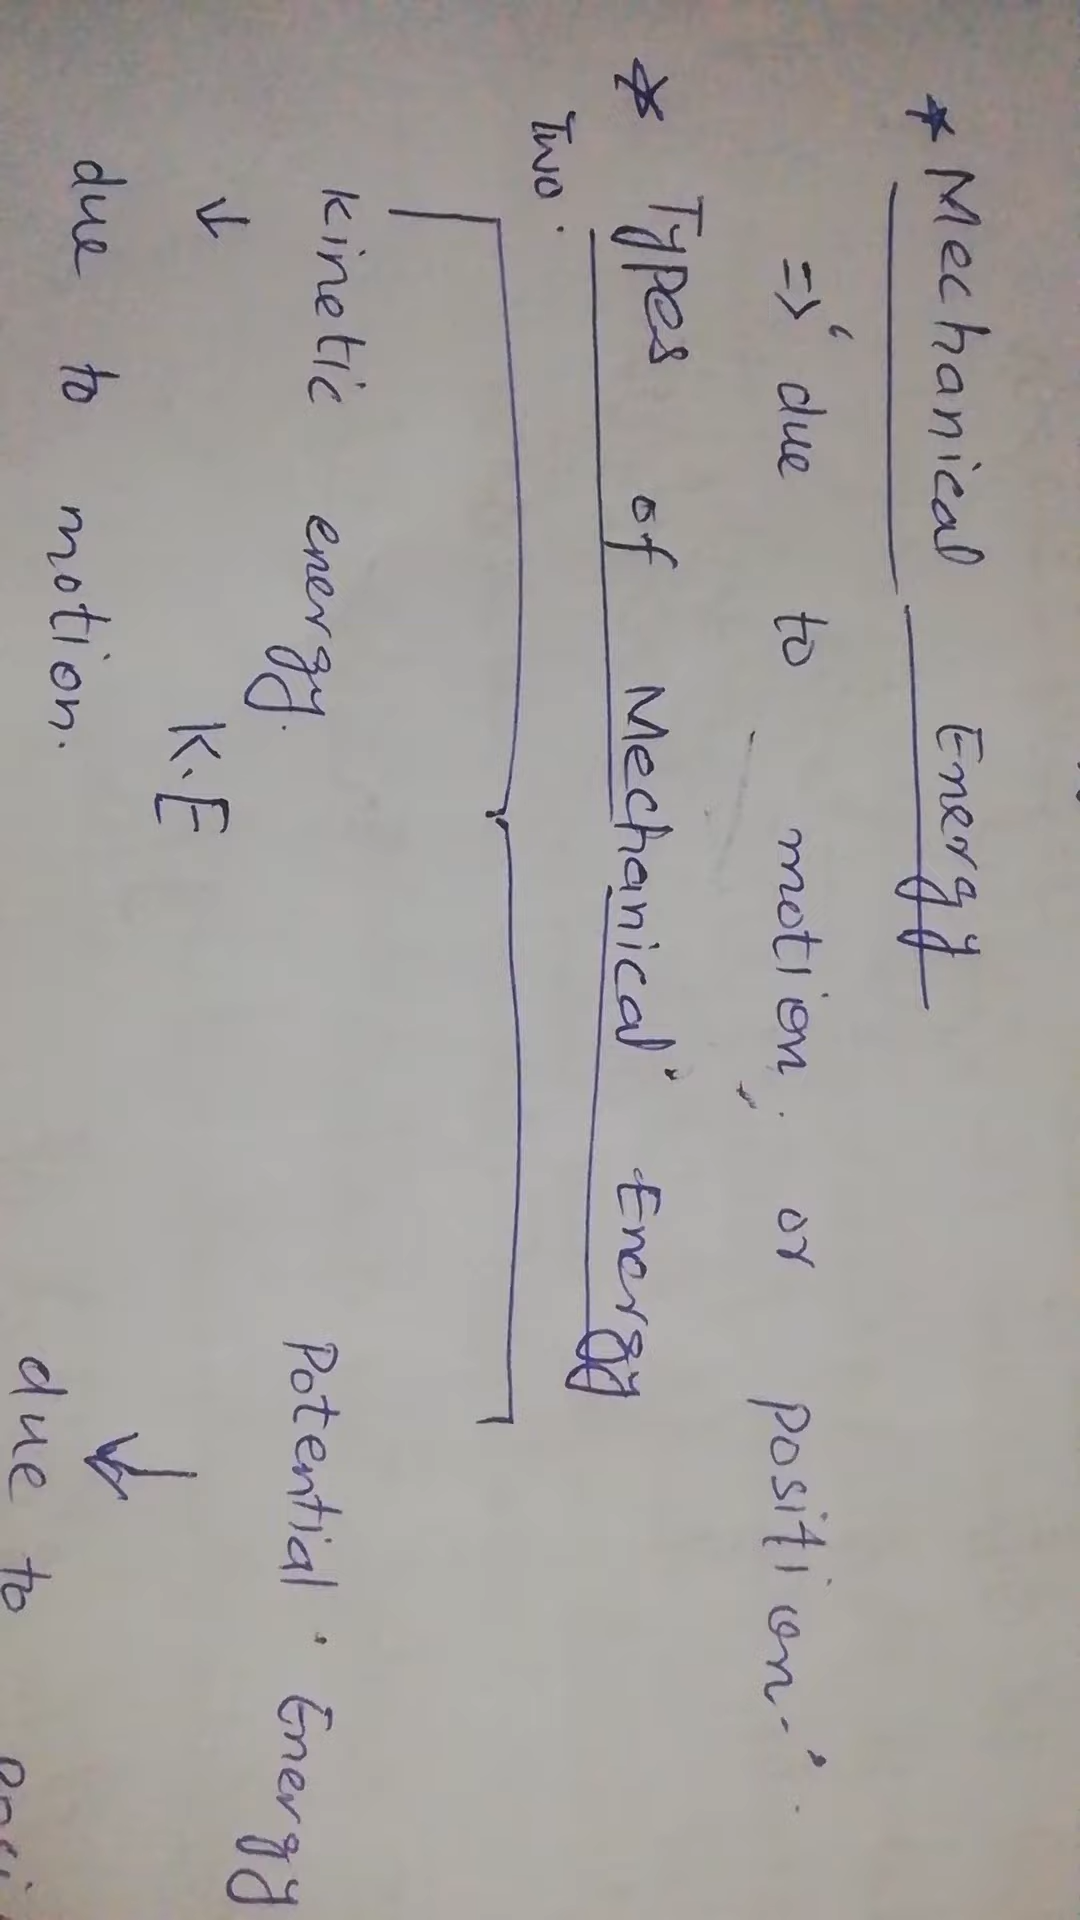 * Mechanical Energy
=> 'due to motion or position.'
* Types of Mechanical Energy
Two.
Kinetic energy. Potential Energy
↓ K.E ↓
due to motion. due to